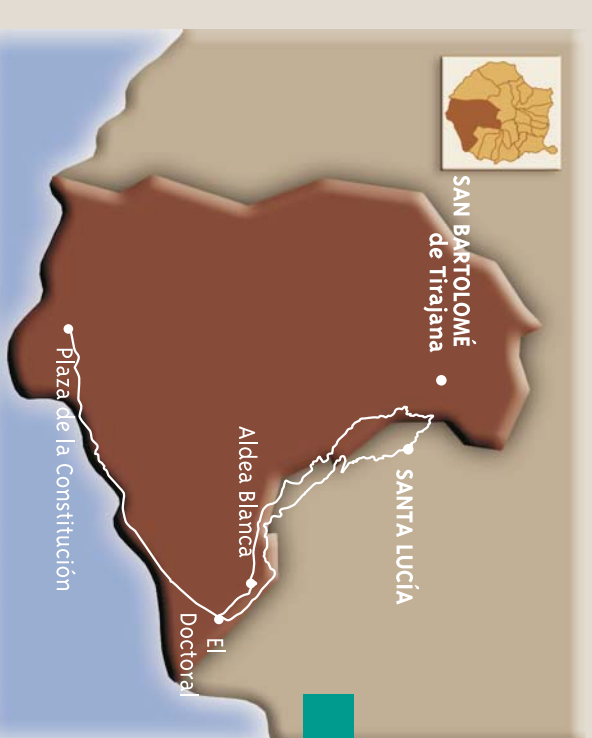 SAN BARTOLOMÉ
de Tirajana
SANTA LUCÍA
Aldea Blanca
Plaza de la Constitución
El
Doctoral